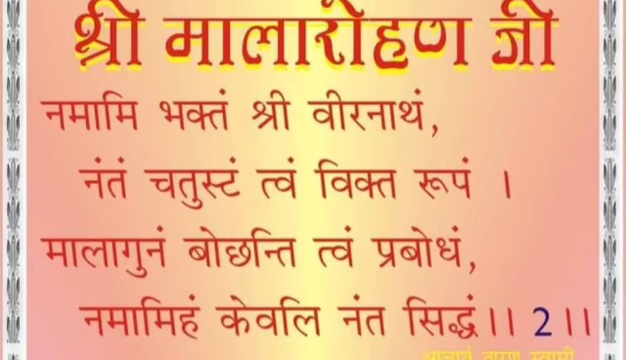 श्री मालारोहण जी
नमामि भक्तं श्री वीरनाथं,
नंतं चतुस्टं त्वं विक्त रूपं ।
मालागुनं बोछन्ति त्वं प्रबोधं,
नमामिहं केवलि नंत सिद्धं।। 2 ।।